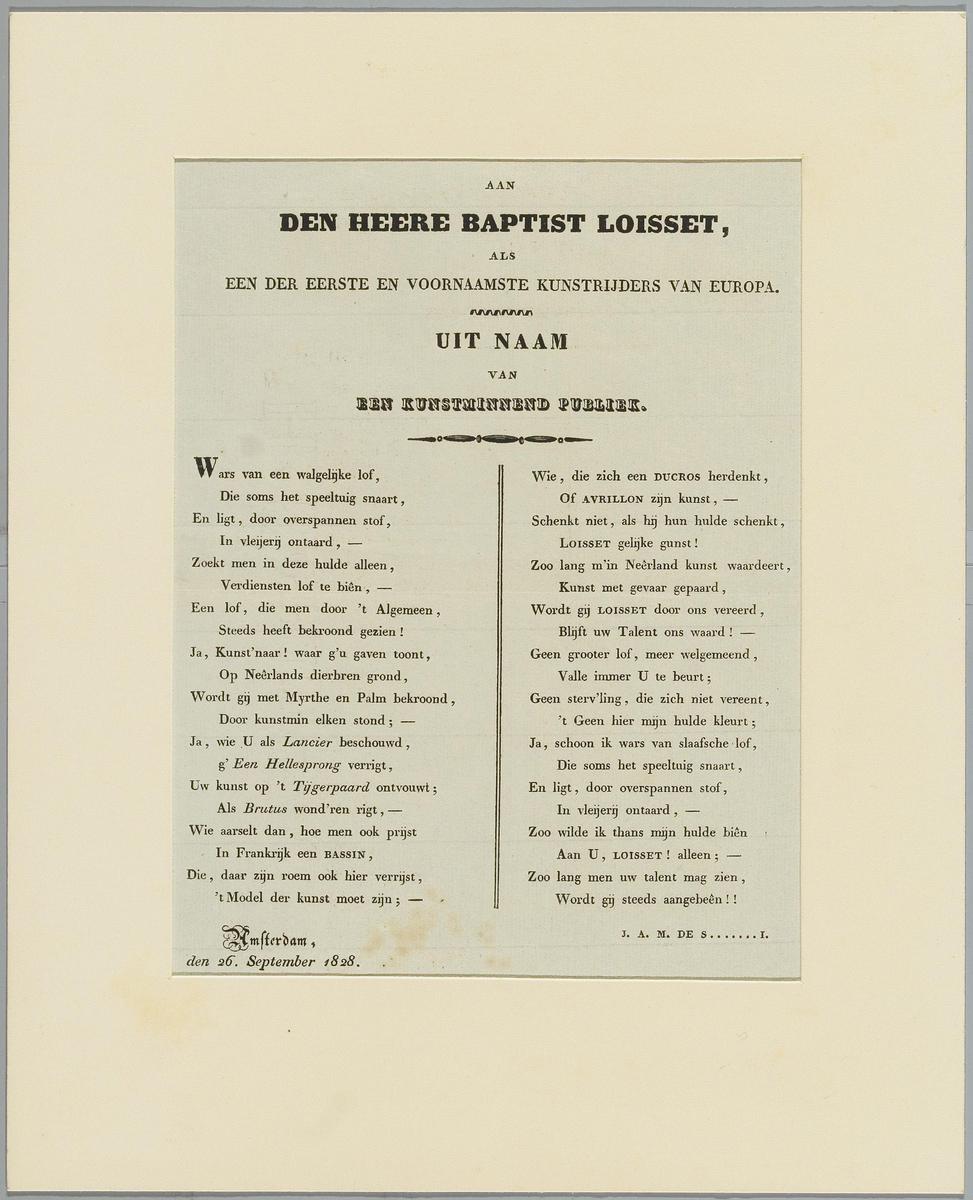 AAN
DEN HEERE BAPTIST LOISSET,
ALS
EEN DER EERSTE EN VOORNAAMSTE KUNSTRIJDERS VAN EUROPA.
UIT NAAM
VAN
EEN KUNSTMINNEND PUBLIEK.
Wars van een walgelijke lof,
Die soms het speeltuig snaart,
En ligt, door overspannen stof,
In vleijerij ontaard, —
Zoekt men in deze hulde alleen,
Verdiensten lof te biên, —
Een lof, die men door 't Algemeen,
Steeds heeft bekroond gezien!
Ja, Kunst'naar! waar g'u gaven toont,
Op Neêrlands dierbren grond,
Wordt gij met Myrthe en Palm bekroond,
Door kunstmin elken stond; —
Ja, wie U als Lancier beschouwd,
g' Een Hellesprong verrigt,
Uw kunst op 't Tijgerpaard ontvouwt;
Als Brutus wond'ren rigt, —
Wie aarselt dan, hoe men ook prijst
In Frankrijk een BASSIN,
Die, daar zijn roem ook hier verrijst,
't Model der kunst moet zijn; —
Amsterdam,
den 26. September 1828.
Wie, die zich een DUCROS herdenkt,
Of AVRILLON zijn kunst, —
Schenkt niet, als hij hun hulde schenkt,
LOISSET gelijke gunst!
Zoo lang m'in Neêrland kunst waardeert,
Kunst met gevaar gepaard,
Wordt gij LOISSET door ons vereerd,
Blijft uw Talent ons waard! —
Geen grooter lof, meer welgemeend,
Valle immer U te beurt;
Geen sterv'ling, die zich niet vereent,
't Geen hier mijn hulde kleurt;
Ja, schoon ik wars van slaafsche lof,
Die soms het speeltuig snaart,
En ligt, door overspannen stof,
In vleijerij ontaard, —
Zoo wilde ik thans mijn hulde biên
Aan U, LOISSET! alleen; —
Zoo lang men uw talent mag zien,
Wordt gij steeds aangebeên!!
J. A. M. DE S.......I.